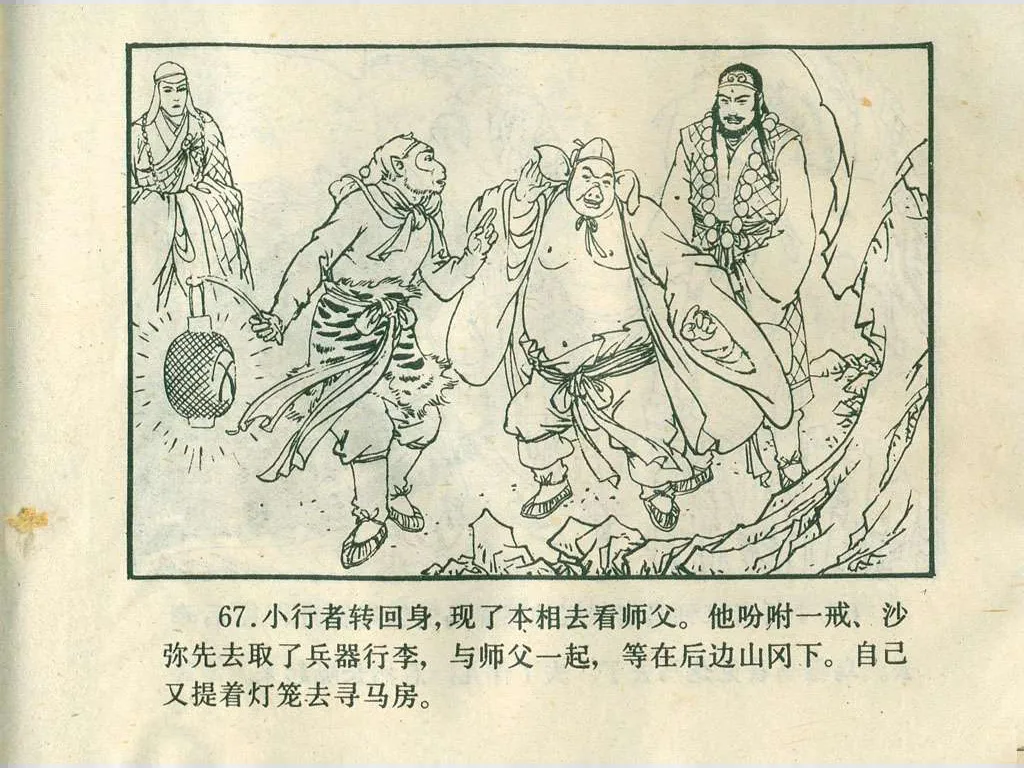 67.小行者转回身,现了本相去看师父。他吩咐一戒、沙
弥先去取了兵器行李，与师父一起，等在后边山冈下。自己
又提着灯笼去寻马房。